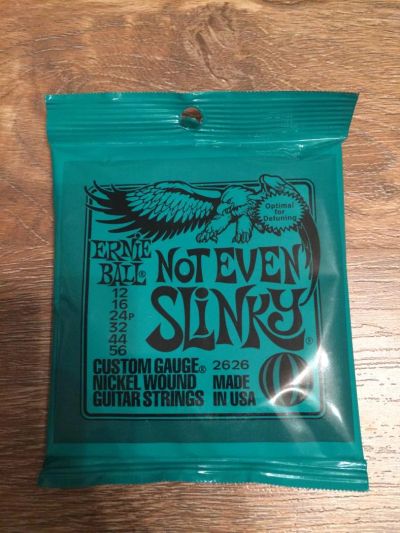 Optimal
for
Detuning
ERNIE
BALL®
NOT EVEN
SLINKY®
12
16
24P
32
44
56
CUSTOM GAUGE®
NICKEL WOUND
GUITAR STRINGS
2626
MADE
IN USA